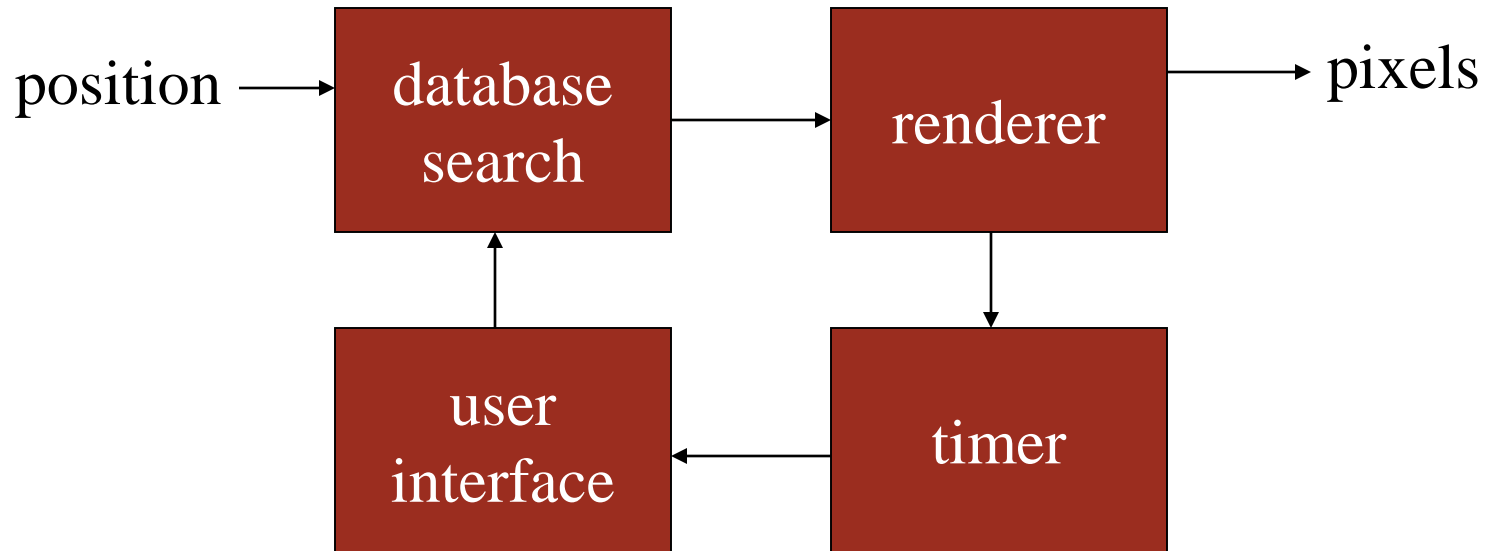 position
database
search
renderer
pixels
user
interface
timer